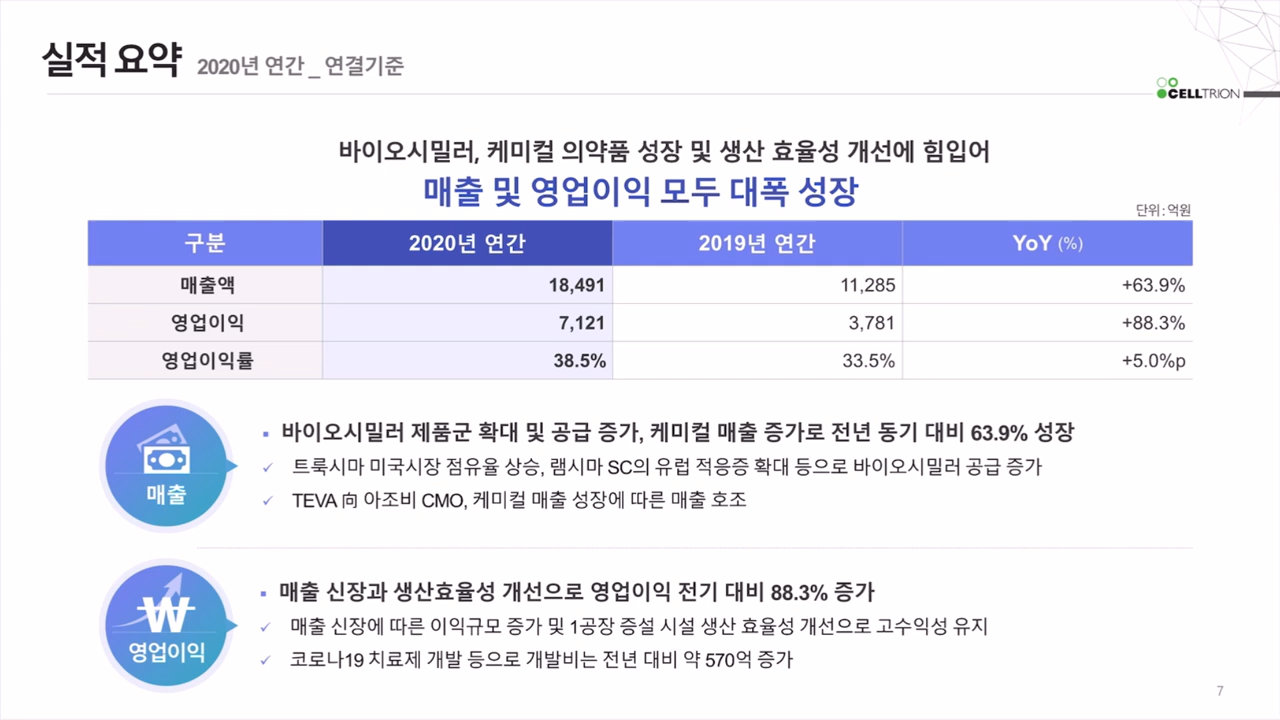 실적 요약 2020년 연간 _ 연결기준
CELLTRION
바이오시밀러, 케미컬 의약품 성장 및 생산 효율성 개선에 힘입어
매출 및 영업이익 모두 대폭 성장
단위 : 억원
구분 2020년 연간 2019년 연간 YoY (%)
매출액 18,491 11,285 +63.9%
영업이익 7,121 3,781 +88.3%
영업이익률 38.5% 33.5% +5.0%p
매출
▪ 바이오시밀러 제품군 확대 및 공급 증가, 케미컬 매출 증가로 전년 동기 대비 63.9% 성장
✓ 트룩시마 미국시장 점유율 상승, 램시마 SC의 유럽 적응증 확대 등으로 바이오시밀러 공급 증가
✓ TEVA 向 아조비 CMO, 케미컬 매출 성장에 따른 매출 호조
₩
영업이익
▪ 매출 신장과 생산효율성 개선으로 영업이익 전기 대비 88.3% 증가
✓ 매출 신장에 따른 이익규모 증가 및 1공장 증설 시설 생산 효율성 개선으로 고수익성 유지
✓ 코로나19 치료제 개발 등으로 개발비는 전년 대비 약 570억 증가
7